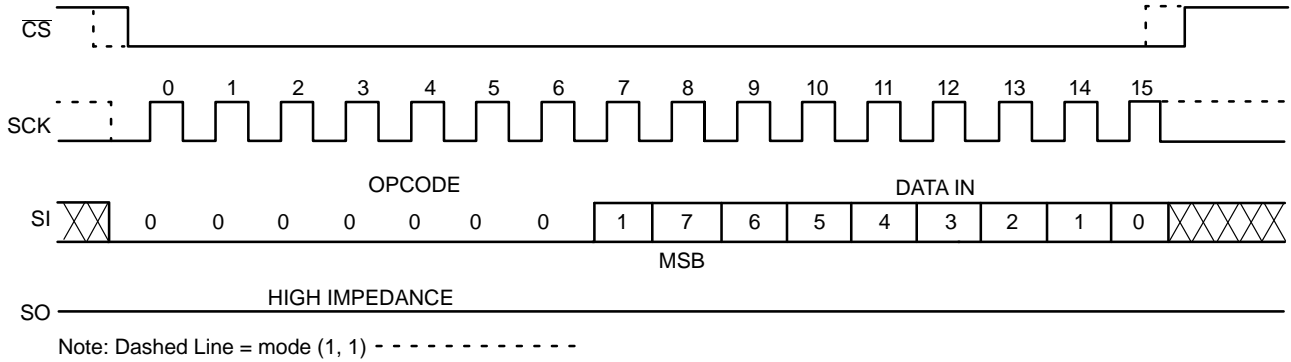 CS
0 1 2 3 4 5 6 7 8 9 10 11 12 13 14 15
SCK
OPCODE DATA IN
SI 0 0 0 0 0 0 0 1 7 6 5 4 3 2 1 0
MSB
HIGH IMPEDANCE
SO
Note: Dashed Line = mode (1, 1)